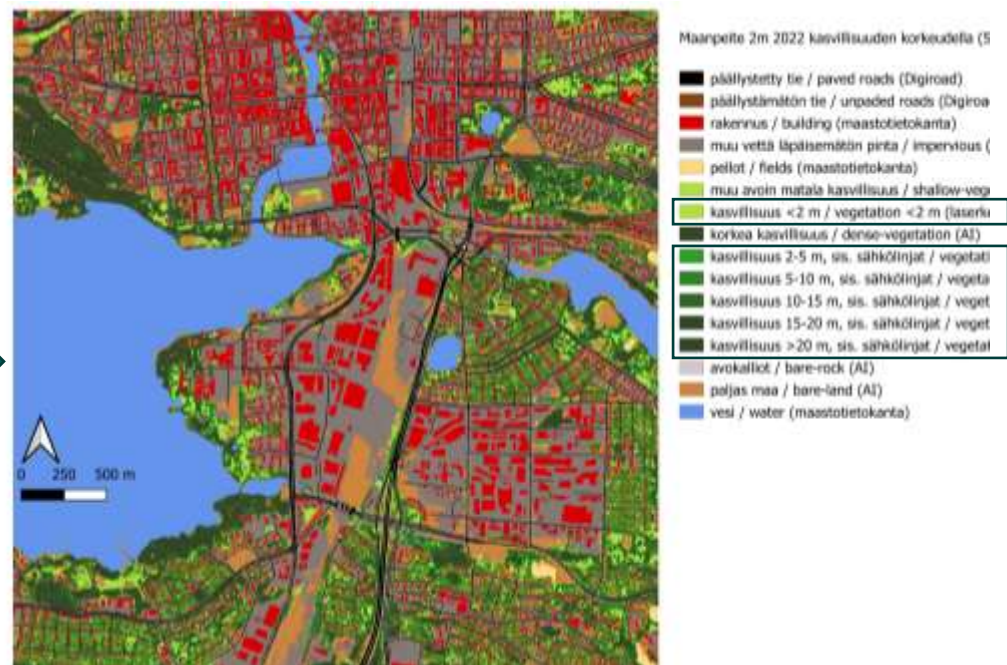 Maanpeite 2m 2022 kasvillisuuden korkeudella (S
päällystetty tie / paved roads (Digiroad)
päällystämätön tie / unpaded roads (Digiroa
rakennus / building (maastotietokanta)
muu vettä läpäisemätön pinta / impervious (
pellot / fields (maastotietokanta)
muu avoin matala kasvillisuus / shallow-veg
kasvillisuus <2 m / vegetation <2 m (laserk
korkea kasvillisuus / dense-vegetation (AI)
kasvillisuus 2-5 m, sis. sähkölinjat / vegetati
kasvillisuus 5-10 m, sis. sähkölinjat / vegeta
kasvillisuus 10-15 m, sis. sähkölinjat / veget
kasvillisuus 15-20 m, sis. sähkölinjat / veget
kasvillisuus >20 m, sis. sähkölinjat / vegetat
avokalliot / bare-rock (AI)
paljas maa / bare-land (AI)
vesi / water (maastotietokanta)
0 250 500 m